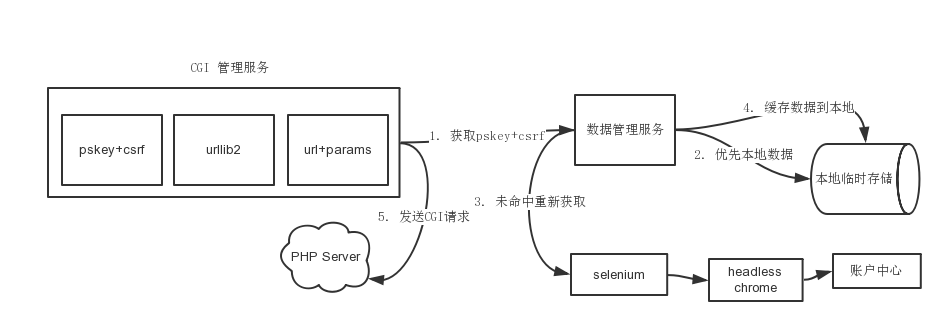 CGI 管理服务
pskey+csrf
urllib2
url+params
1. 获取pskey+csrf
数据管理服务
4. 缓存数据到本地
2. 优先本地数据
本地临时存储
3. 未命中重新获取
5. 发送CGI请求
PHP Server
selenium
headless
chrome
账户中心